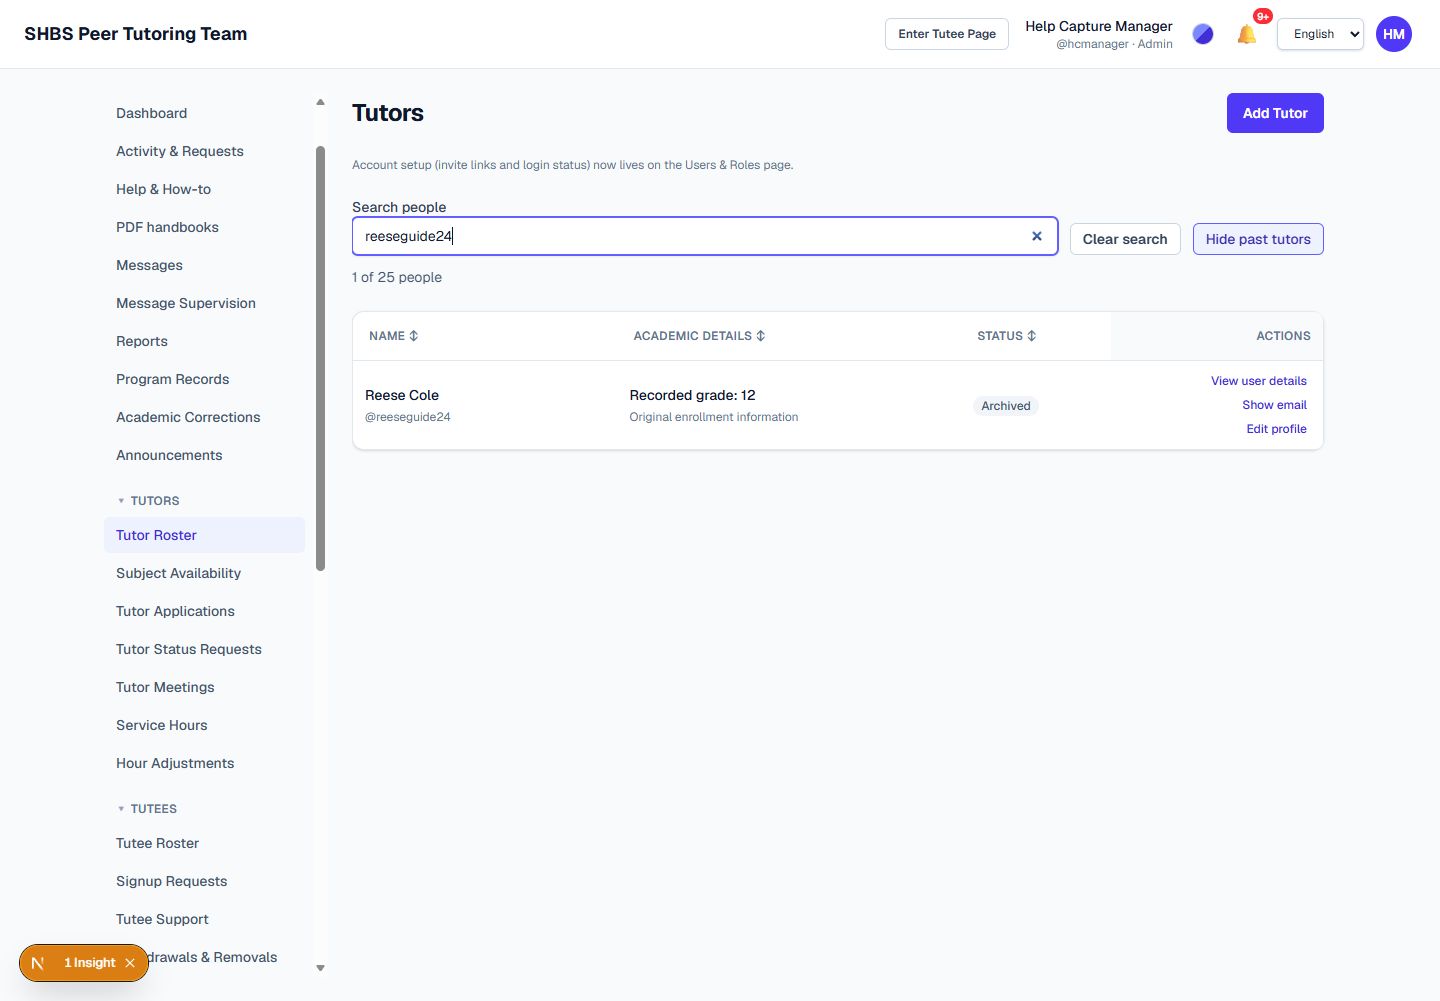 SHBS Peer Tutoring Team
Enter Tutee Page
Help Capture Manager
@hcmanager · Admin
9+
English
HM
Dashboard
Activity & Requests
Help & How-to
PDF handbooks
Messages
Message Supervision
Reports
Program Records
Academic Corrections
Announcements
TUTORS
Tutor Roster
Subject Availability
Tutor Applications
Tutor Status Requests
Tutor Meetings
Service Hours
Hour Adjustments
TUTEES
Tutee Roster
Signup Requests
Tutee Support
drawals & Removals
1 Insight
Tutors
Add Tutor
Account setup (invite links and login status) now lives on the Users & Roles page.
Search people
reeseguide24
Clear search
Hide past tutors
1 of 25 people
NAME
ACADEMIC DETAILS
STATUS
ACTIONS
Reese Cole
@reeseguide24
Recorded grade: 12
Original enrollment information
Archived
View user details
Show email
Edit profile